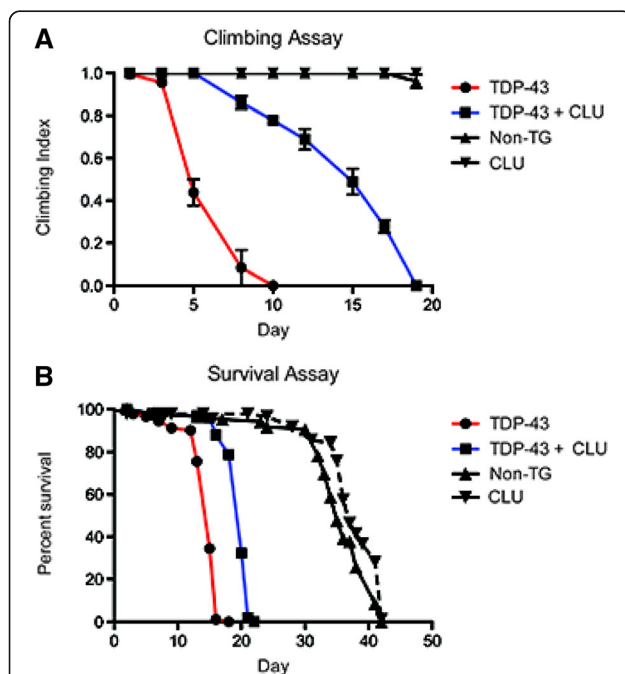 A
Climbing Assay
Climbing Index
1.0
0.8
0.6
0.4
0.2
0.0
0 5 10 15 20
Day
TDP-43
TDP-43 + CLU
Non-TG
CLU
B
Survival Assay
Percent survival
100
80
60
40
20
0
0 10 20 30 40 50
Day
TDP-43
TDP-43 + CLU
Non-TG
CLU